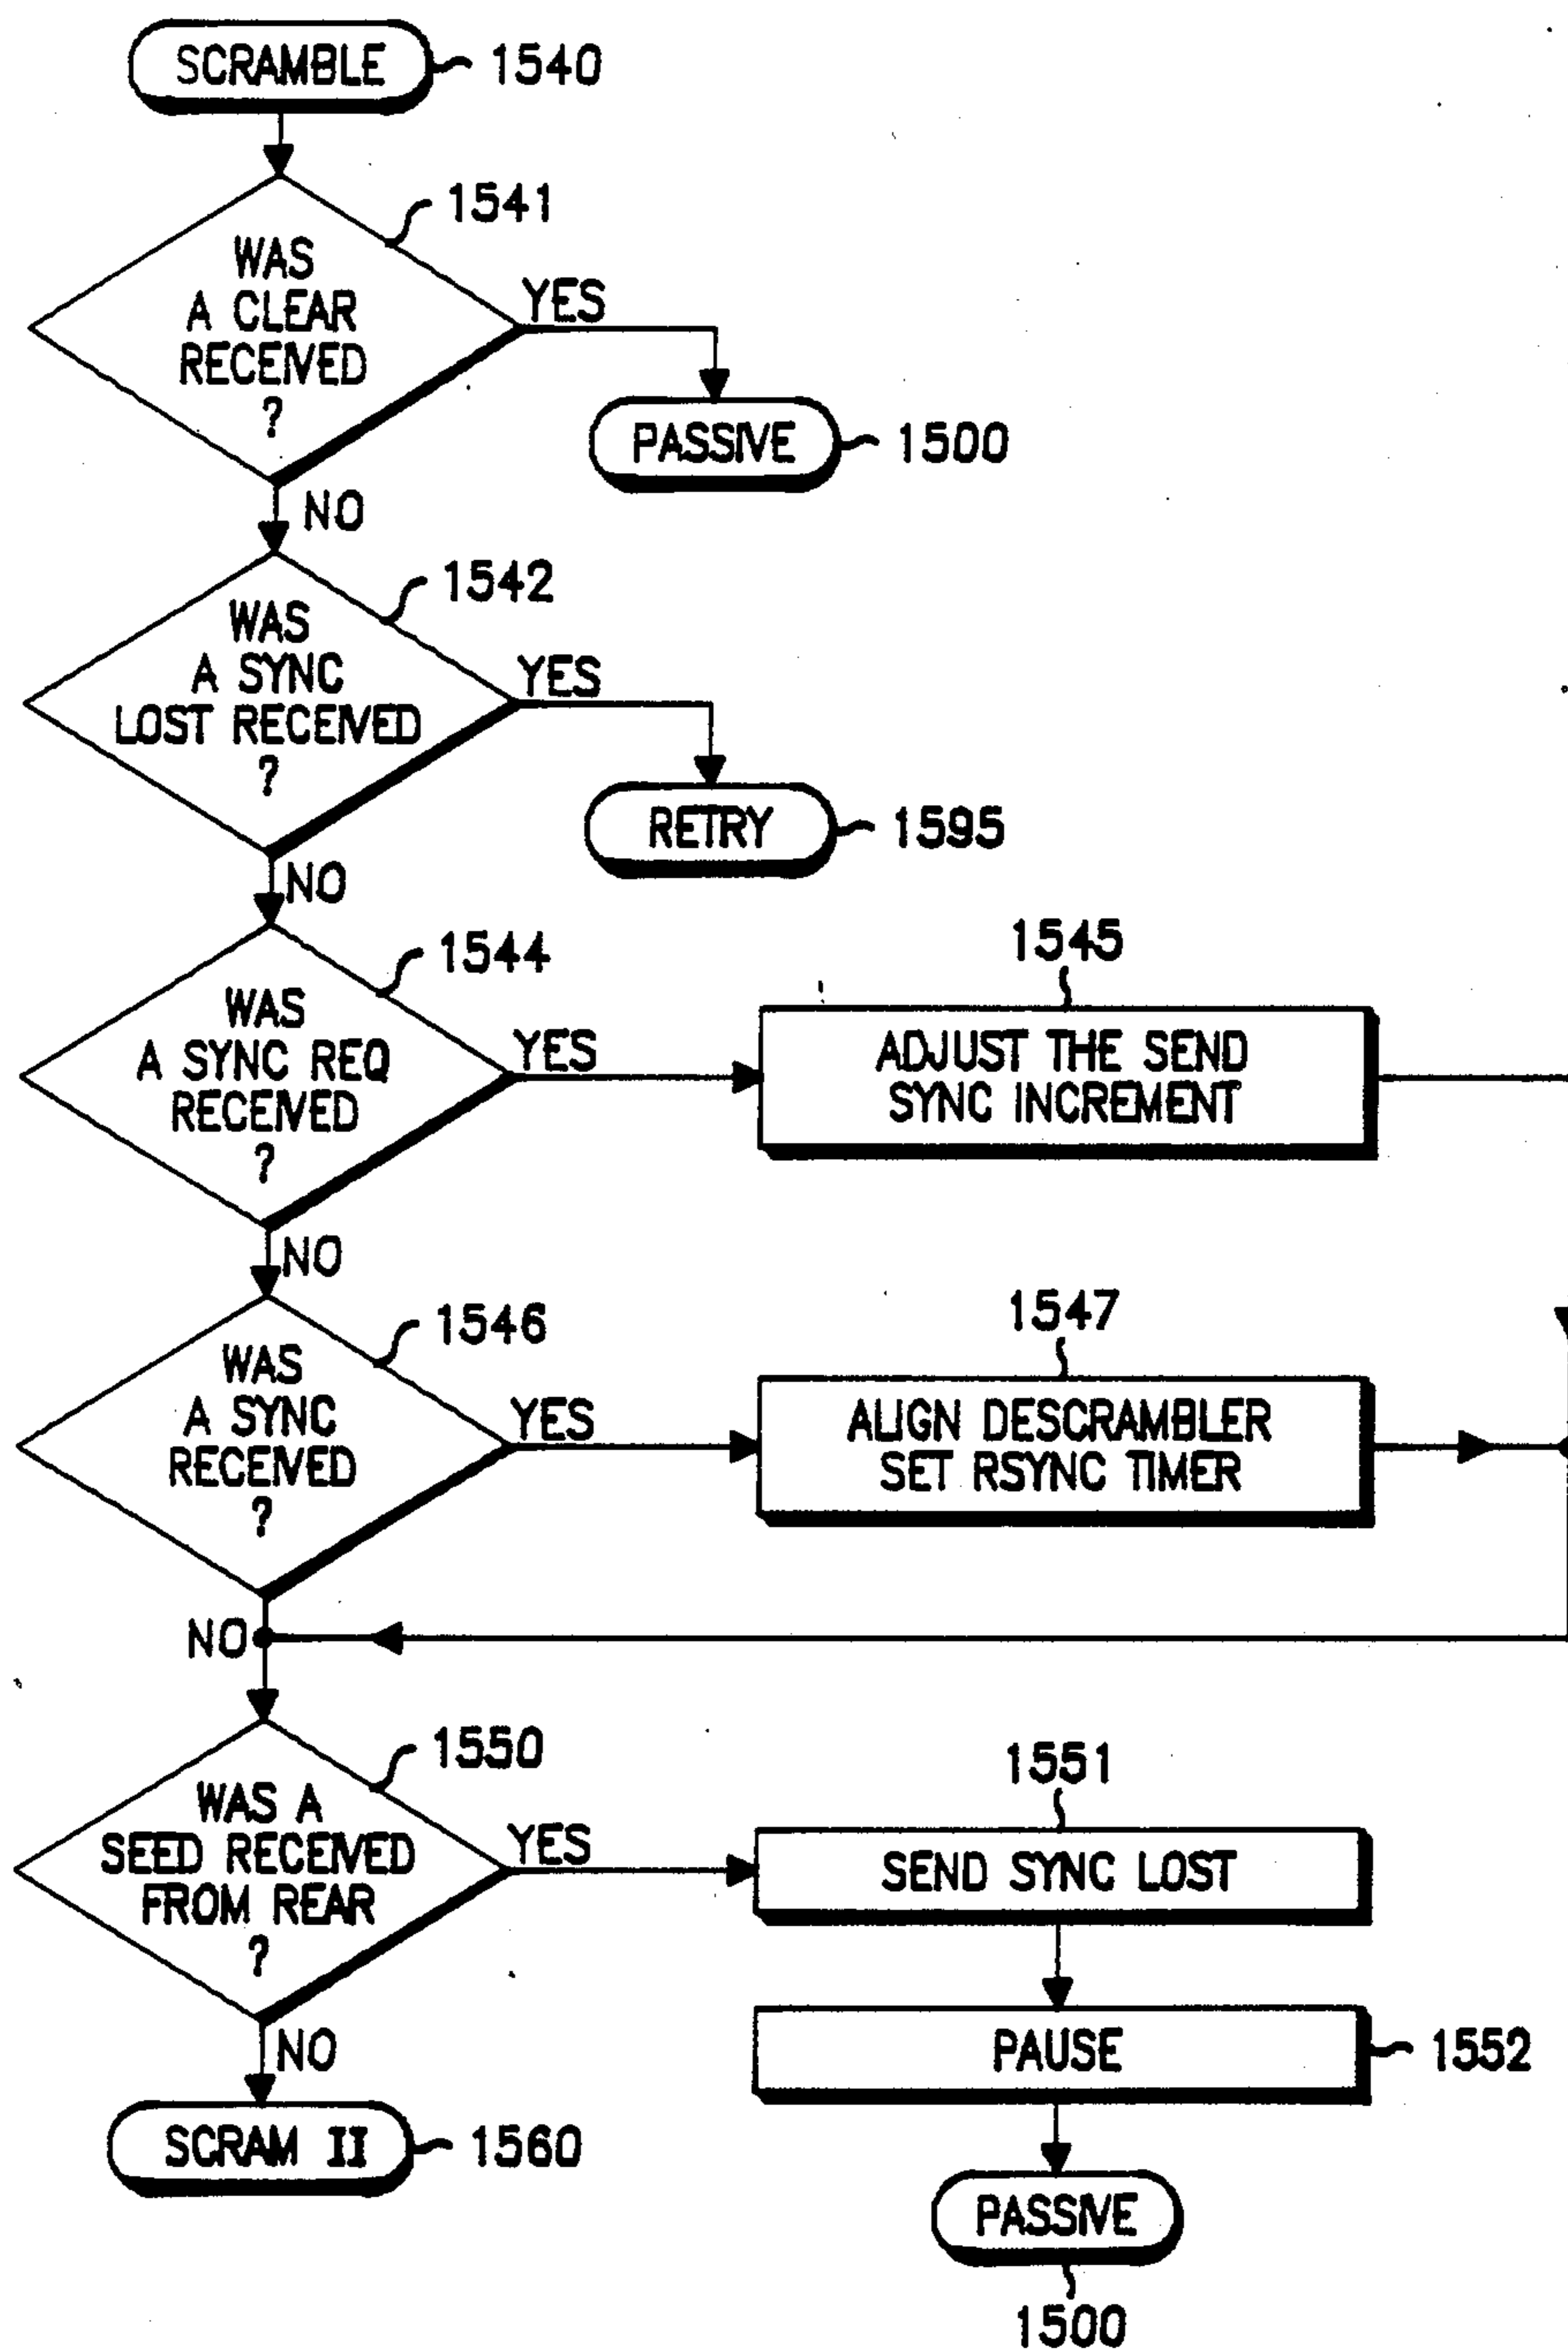 SCRAMBLE
1540
1541
WAS
A CLEAR
RECEIVED
?
YES
PASSIVE
1500
NO
1542
WAS
A SYNC
LOST RECEIVED
?
YES
RETRY
1595
NO
1544
WAS
A SYNC REQ
RECEIVED
?
YES
1545
ADJUST THE SEND
SYNC INCREMENT
NO
1546
WAS
A SYNC
RECEIVED
?
YES
1547
ALIGN DESCRAMBLER
SET RSYNC TIMER
NO
1550
WAS A
SEED RECEIVED
FROM REAR
?
YES
1551
SEND SYNC LOST
PAUSE
1552
NO
SCRAM II
1560
PASSIVE
1500